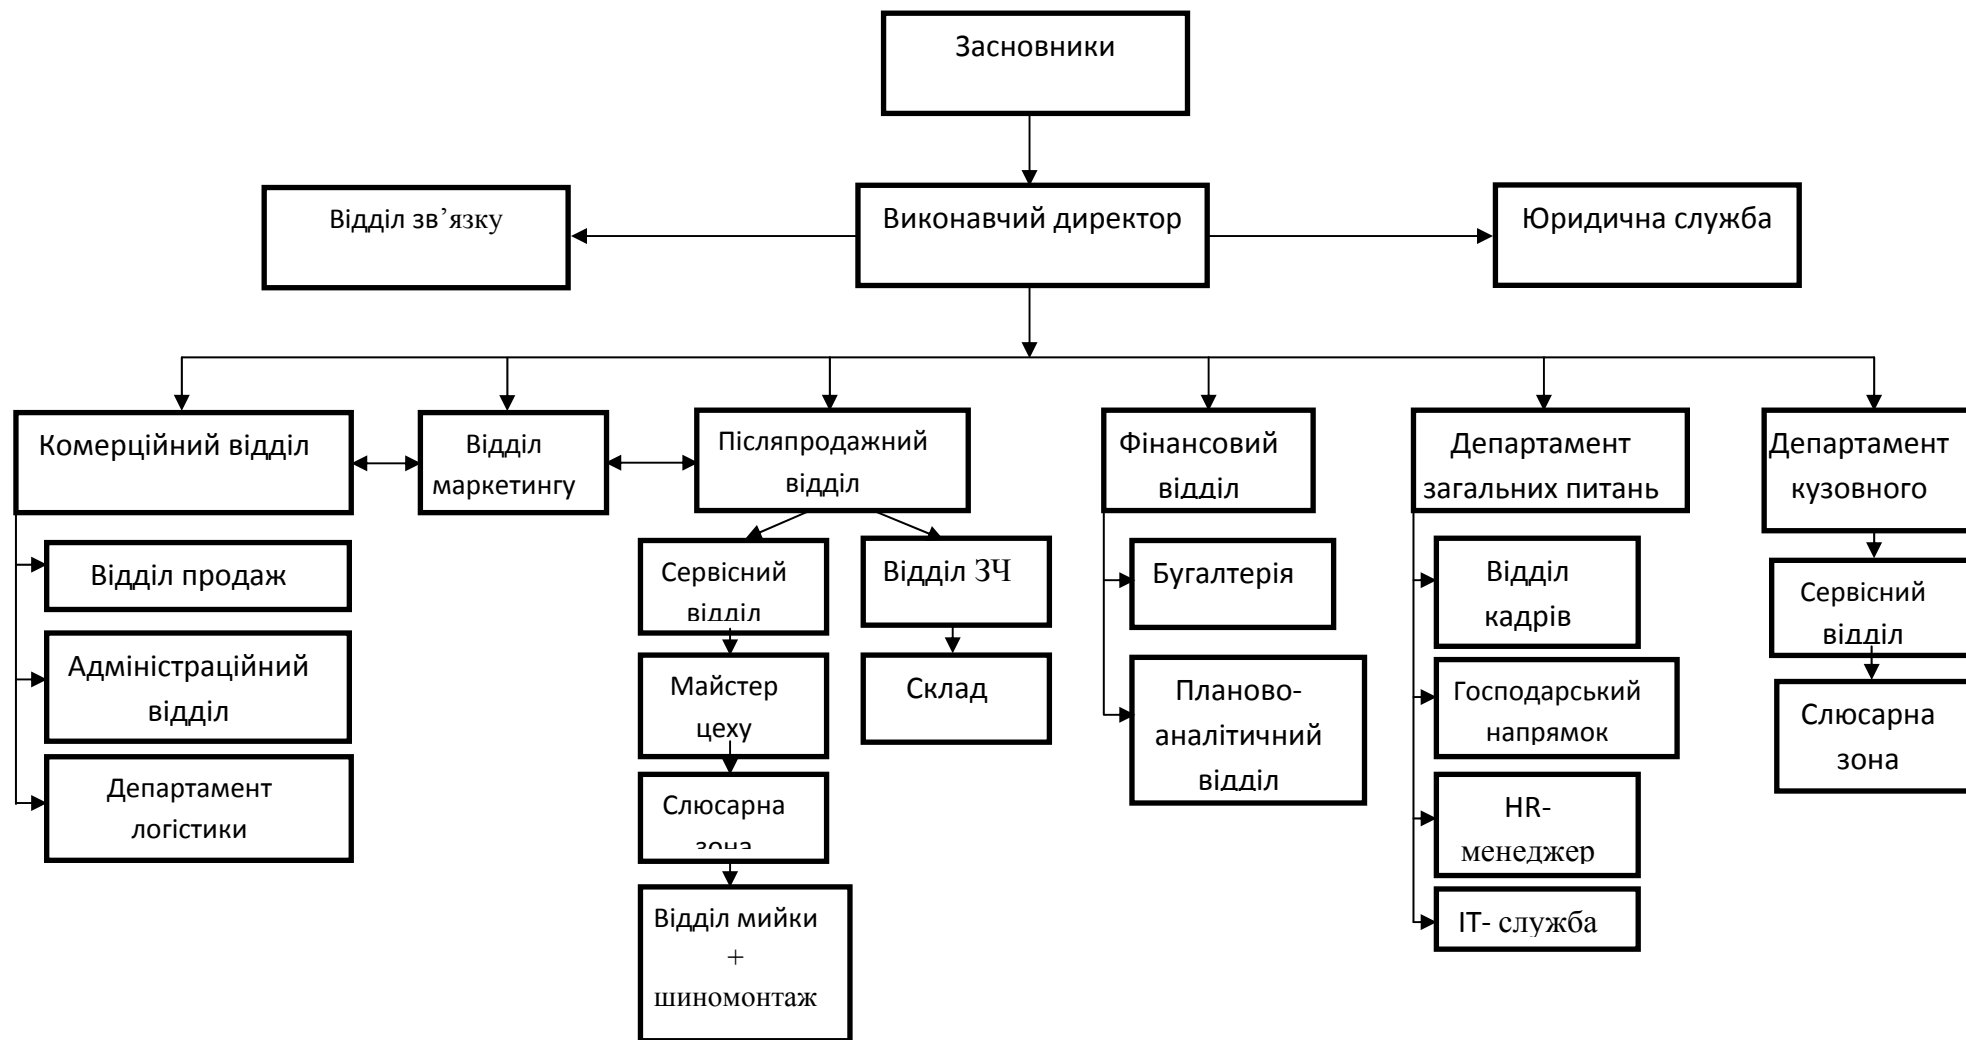 Засновники
Відділ зв’язку
Виконавчий директор
Юридична служба
Комерційний відділ
Відділ
маркетингу
Післяпродажний
відділ
Фінансовий
відділ
Департамент
загальних питань
Департамент
кузовного
Відділ продаж
Адміністраційний
відділ
Департамент
логістики
Сервісний
відділ
Майстер
цеху
Слюсарна
зона
Відділ мийки
+
шиномонтаж
Відділ ЗЧ
Склад
Бугалтерія
Планово-
аналітичний
відділ
Відділ
кадрів
Господарський
напрямок
HR-
менеджер
IT- служба
Сервісний
відділ
Слюсарна
зона